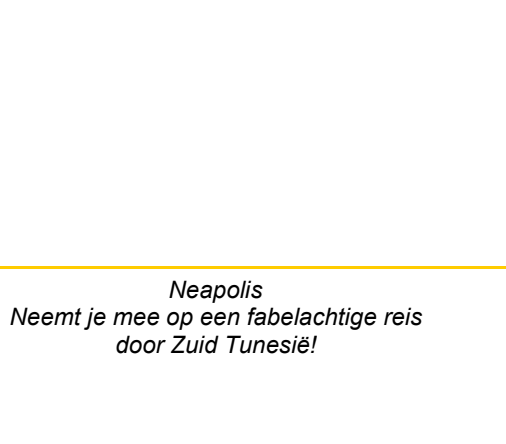 Neapolis
Neemt je mee op een fabelachtige reis
door Zuid Tunesië!